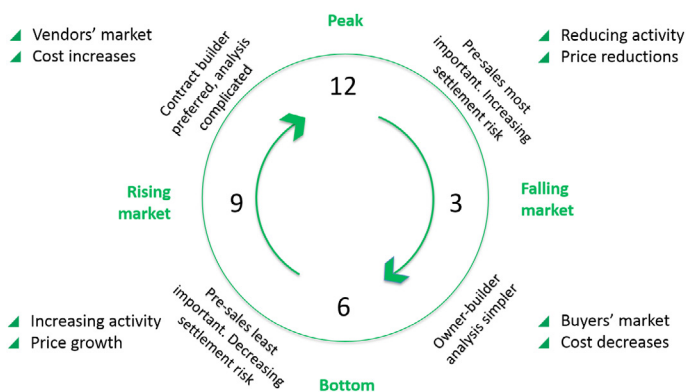 Peak
Vendors' market
Cost increases
Contract builder
preferred, analysis
complicated
12
Pre-sales most
important. Increasing
settlement risk
Reducing activity
Price reductions
Rising
market
9
3
Falling
market
Increasing activity
Price growth
Pre-sales least
important. Decreasing
settlement risk
6
Owner-builder
analysis simpler
Buyers' market
Cost decreases
Bottom